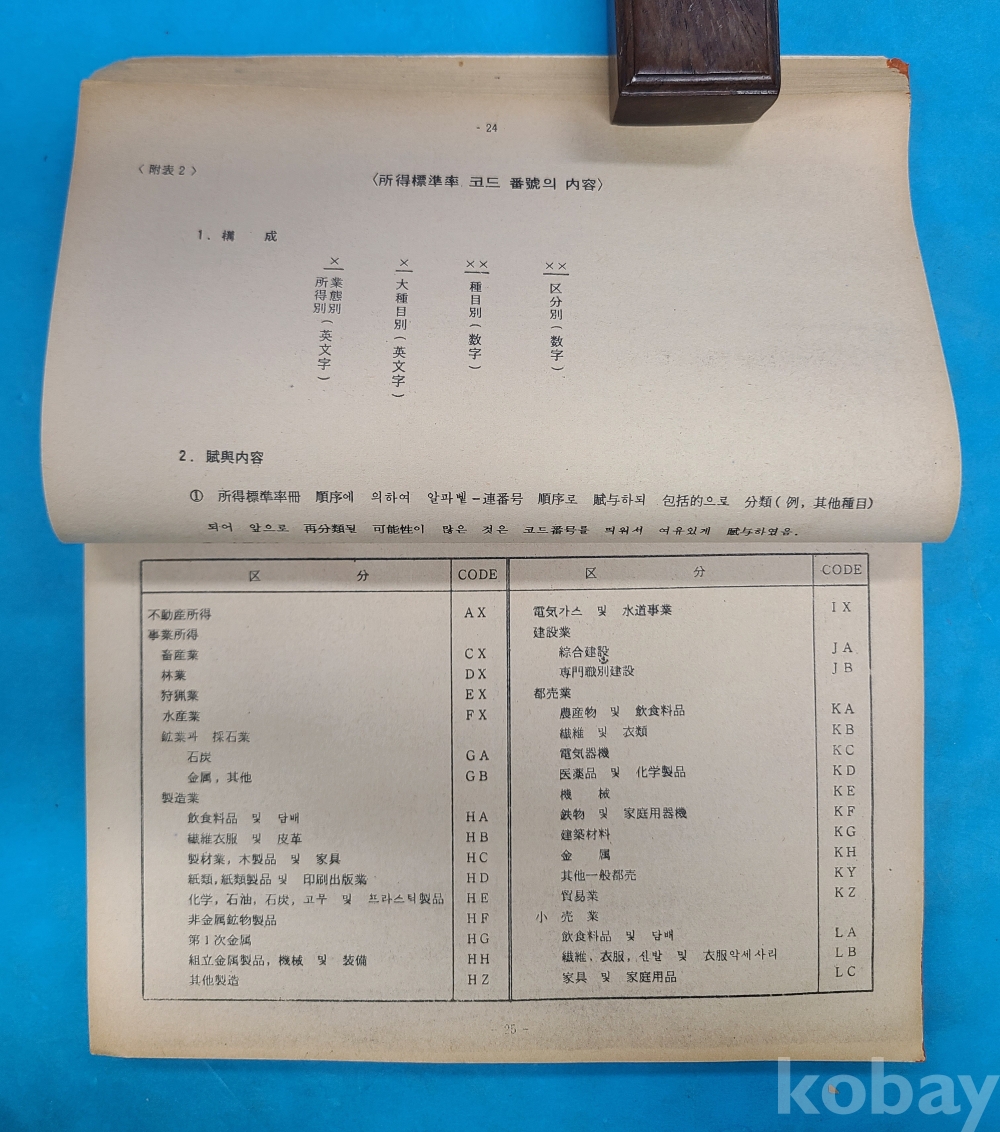 - 24
〈附表2〉
〈所得標準率 코드 番號의 内容〉
1. 構 成
× × ×× ××
業態別所得別(英文字)
大種目別(英文字)
種目別(数字)
区分別(数字)
2. 賦與内容
① 所得標準率冊 順序에 의하여 알파벹-連番号 順序로 賦与하되 包括的으로 分類(例, 其他種目)
되어 앞으로 再分類될 可能性이 많은 것은 코드番号를 띄워서 여유있게 賦与하였음.
区 分 CODE
不動産所得 AX
事業所得
畜産業 CX
林業 DX
狩猟業 EX
水産業 FX
鉱業과 採石業
石炭 GA
金属, 其他 GB
製造業
飲食料品 및 담배 HA
繊維衣服 및 皮革 HB
製材業, 木製品 및 家具 HC
紙類, 紙類製品 및 印刷出版業 HD
化学, 石油, 石炭, 고무 및 프라스틱製品 HE
非金属鉱物製品 HF
第1次金属 HG
組立金属製品, 機械 및 装備 HH
其他製造 HZ
区 分 CODE
電気가스 및 水道事業 IX
建設業
綜合建設 JA
専門職別建設 JB
都売業
農産物 및 飲食料品 KA
繊維 및 衣類 KB
電気器機 KC
医薬品 및 化学製品 KD
機 械 KE
鉄物 및 家庭用器機 KF
建築材料 KG
金 属 KH
其他一般都売 KY
貿易業 KZ
小 売 業
飲食料品 및 담배 LA
繊維, 衣服, 신발 및 衣服악세사리 LB
家具 및 家庭用品 LC
25 -
kobay